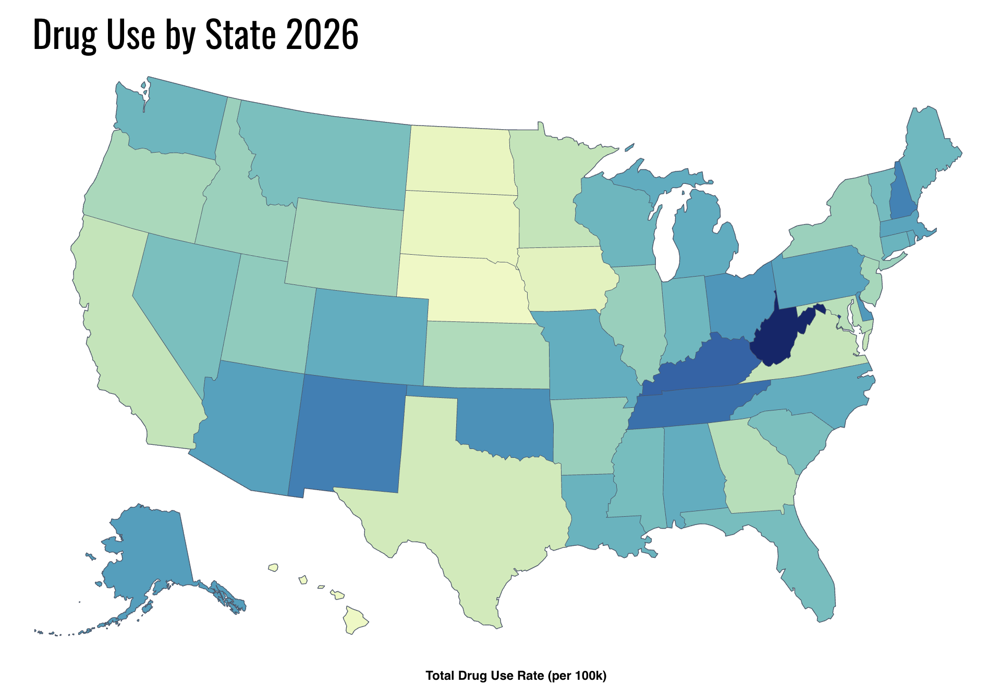 Drug Use by State 2026
Total Drug Use Rate (per 100k)